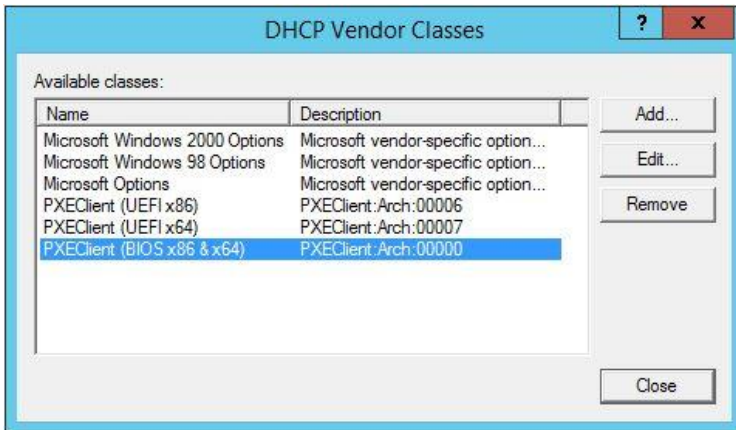 DHCP Vendor Classes
? x
Available classes:
Name Description
Microsoft Windows 2000 Options Microsoft vendor-specific option...
Microsoft Windows 98 Options Microsoft vendor-specific option...
Microsoft Options Microsoft vendor-specific option...
PXEClient (UEFI x86) PXEClient:Arch:00006
PXEClient (UEFI x64) PXEClient:Arch:00007
PXEClient (BIOS x86 & x64) PXEClient:Arch:00000
Add...
Edit...
Remove
Close